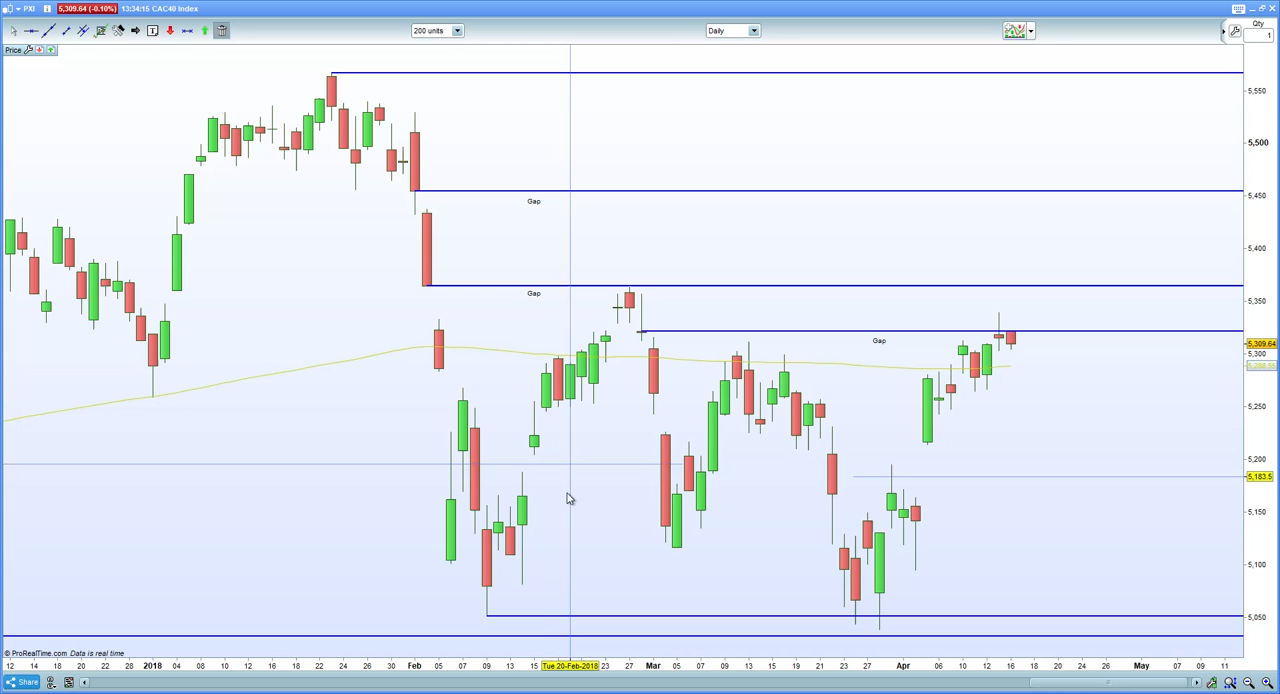 PXI 5,309.64 (-0.10%) 13:34:15 CAC40 Index
200 units Daily Qty
1
Price
5,550
5,500
5,450
Gap
5,400
5,350
Gap
5,309.64
Gap
5,300
5,250
5,200
5,183.5
5,150
5,100
5,050
© ProRealTime.com Data is real time
12 14 18 20 22 28 2018 04 08 10 12 16 18 22 24 26 30 Feb 05 07 09 13 15 Tue 20-Feb-2018 23 27 Mar 05 07 09 13 15 19 21 23 27 Apr 06 10 12 16 18 20 24 26 May 07 09 11
Share